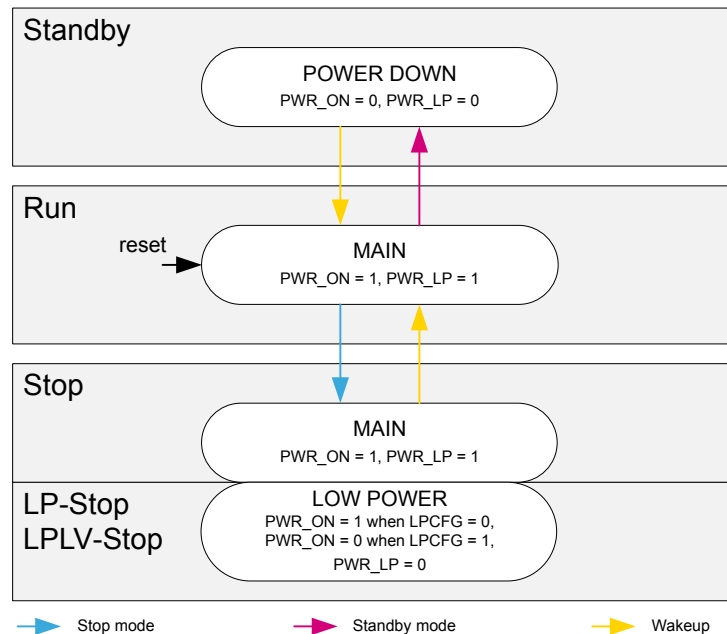 Standby
POWER DOWN
PWR_ON = 0, PWR_LP = 0
Run
reset
MAIN
PWR_ON = 1, PWR_LP = 1
Stop
MAIN
PWR_ON = 1, PWR_LP = 1
LP-Stop
LPLV-Stop
LOW POWER
PWR_ON = 1 when LPCFG = 0,
PWR_ON = 0 when LPCFG = 1,
PWR_LP = 0
Stop mode
Standby mode
Wakeup